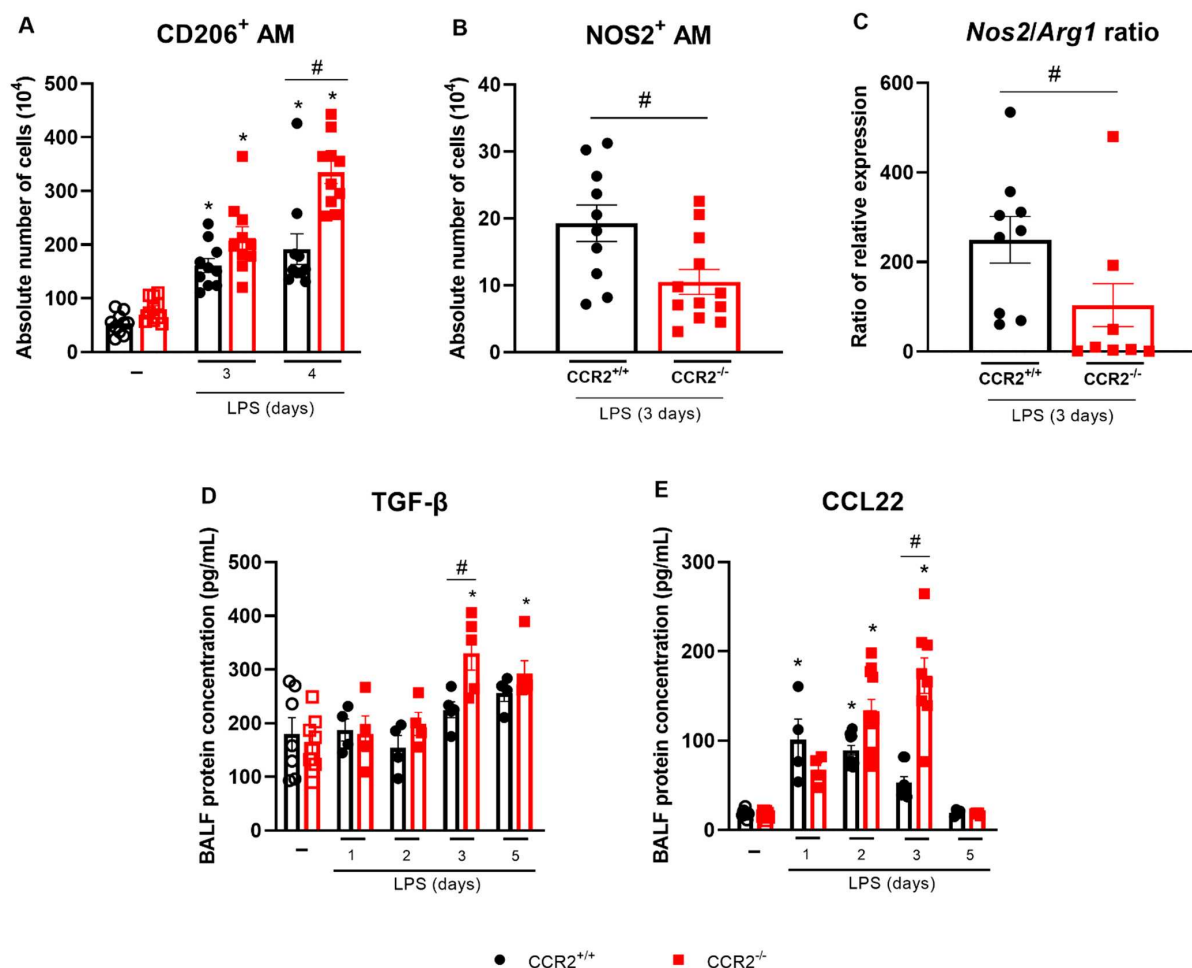 A
CD206+ AM
Absolute number of cells (10^4)
500
400
300
200
100
0
* * * #
– 3 4
LPS (days)
B
NOS2+ AM
Absolute number of cells (10^4)
40
30
20
10
0
#
CCR2+/+ CCR2-/-
LPS (3 days)
C
Nos2/Arg1 ratio
Ratio of relative expression
600
400
200
0
#
CCR2+/+ CCR2-/-
LPS (3 days)
D
TGF-β
BALF protein concentration (pg/mL)
500
400
300
200
100
0
# * *
– 1 2 3 5
LPS (days)
E
CCL22
BALF protein concentration (pg/mL)
300
200
100
0
* * * # *
– 1 2 3 5
LPS (days)
CCR2+/+ CCR2-/-